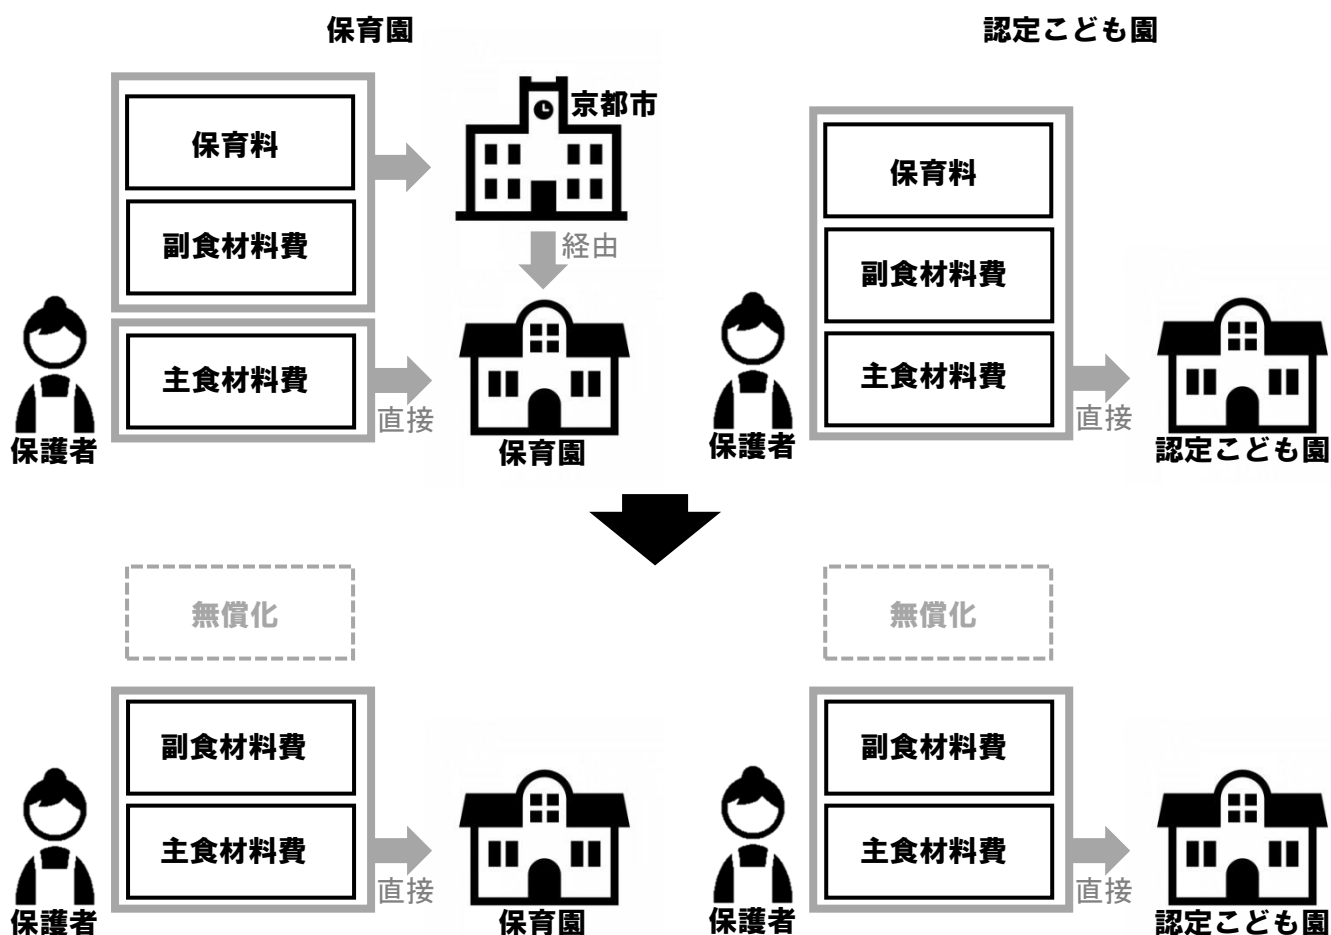 保育園
認定こども園
保育料
副食材料費
主食材料費
京都市
経由
直接
保護者
保育園
保育料
副食材料費
主食材料費
直接
保護者
認定こども園
無償化
副食材料費
主食材料費
直接
保護者
保育園
無償化
副食材料費
主食材料費
直接
保護者
認定こども園